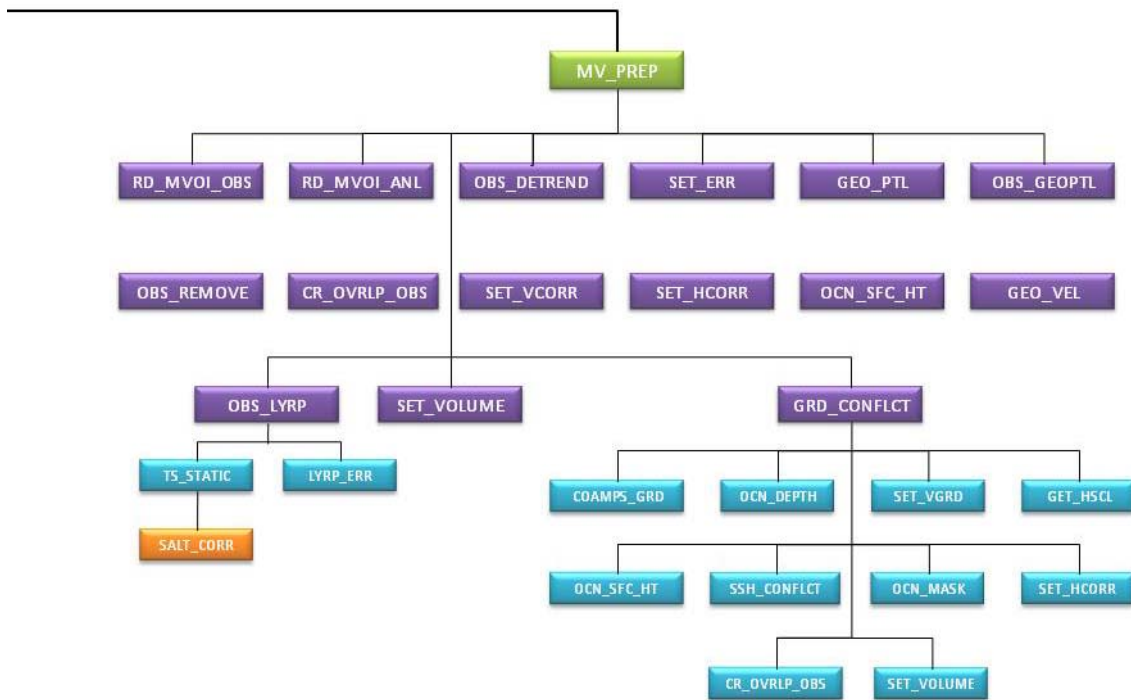 MV_PREP
RD_MVOI_OBS RD_MVOI_ANL OBS_DETREND SET_ERR GEO_PTL OBS_GEOPTL
OBS_REMOVE CR_OVRLP_OBS SET_VCORR SET_HCORR OCN_SFC_HT GEO_VEL
OBS_LYRP SET_VOLUME GRD_CONFLCT
TS_STATIC LYRP_ERR COAMPS_GRD OCN_DEPTH SET_VGRD GET_HSCL
SALT_CORR
OCN_SFC_HT SSH_CONFLCT OCN_MASK SET_HCORR
CR_OVRLP_OBS SET_VOLUME